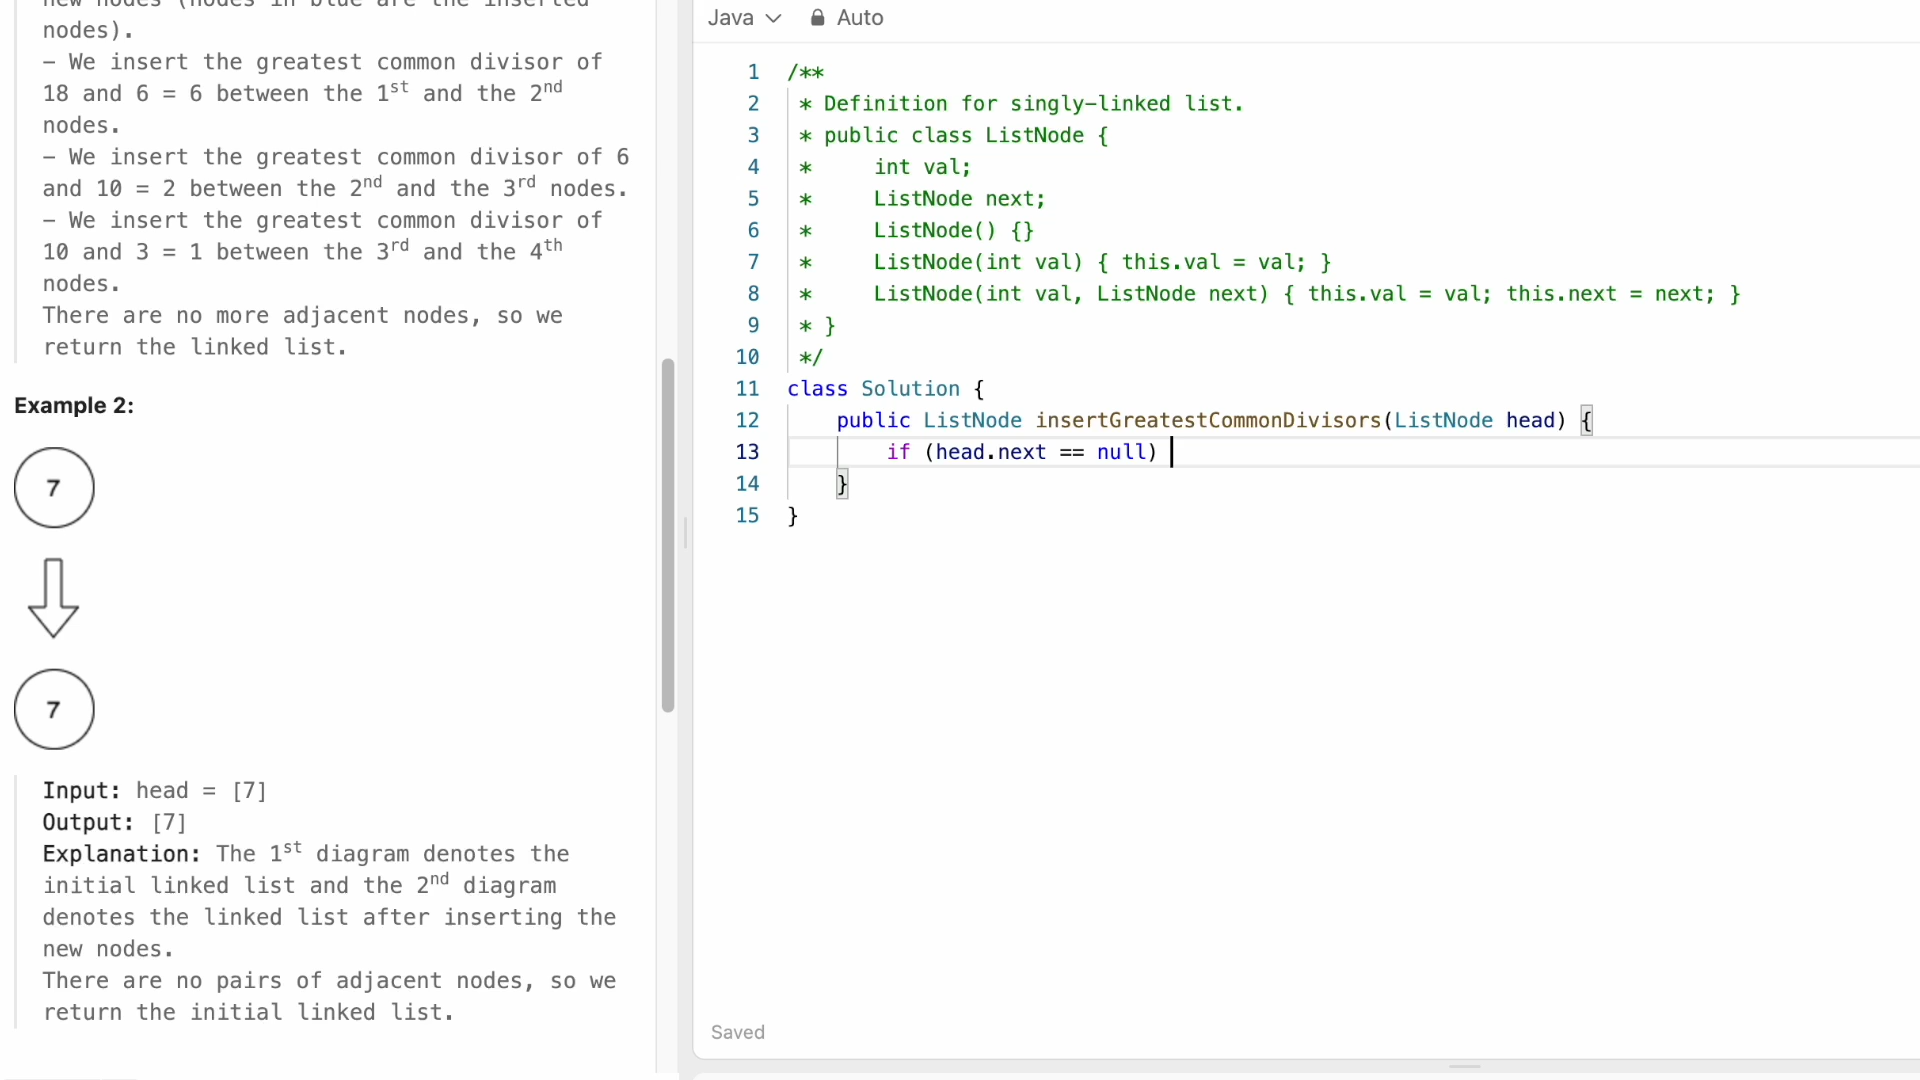 new nodes (nodes in blue are the inserted
nodes).
– We insert the greatest common divisor of
18 and 6 = 6 between the 1st and the 2nd
nodes.
– We insert the greatest common divisor of 6
and 10 = 2 between the 2nd and the 3rd nodes.
– We insert the greatest common divisor of
10 and 3 = 1 between the 3rd and the 4th
nodes.
There are no more adjacent nodes, so we
return the linked list.
Example 2:
7
7
Input: head = [7]
Output: [7]
Explanation: The 1st diagram denotes the
initial linked list and the 2nd diagram
denotes the linked list after inserting the
new nodes.
There are no pairs of adjacent nodes, so we
return the initial linked list.
Java Auto
1 /**
2 * Definition for singly-linked list.
3 * public class ListNode {
4 *     int val;
5 *     ListNode next;
6 *     ListNode() {}
7 *     ListNode(int val) { this.val = val; }
8 *     ListNode(int val, ListNode next) { this.val = val; this.next = next; }
9 * }
10 */
11 class Solution {
12     public ListNode insertGreatestCommonDivisors(ListNode head) {
13         if (head.next == null)
14     }
15 }
Saved